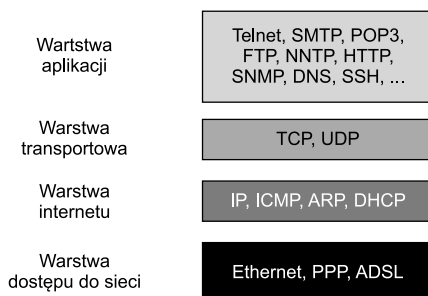 Wartstwa
aplikacji
Telnet, SMTP, POP3,
FTP, NNTP, HTTP,
SNMP, DNS, SSH, ...
Warstwa
transportowa
TCP, UDP
Warstwa
internetu
IP, ICMP, ARP, DHCP
Warstwa
dostępu do sieci
Ethernet, PPP, ADSL